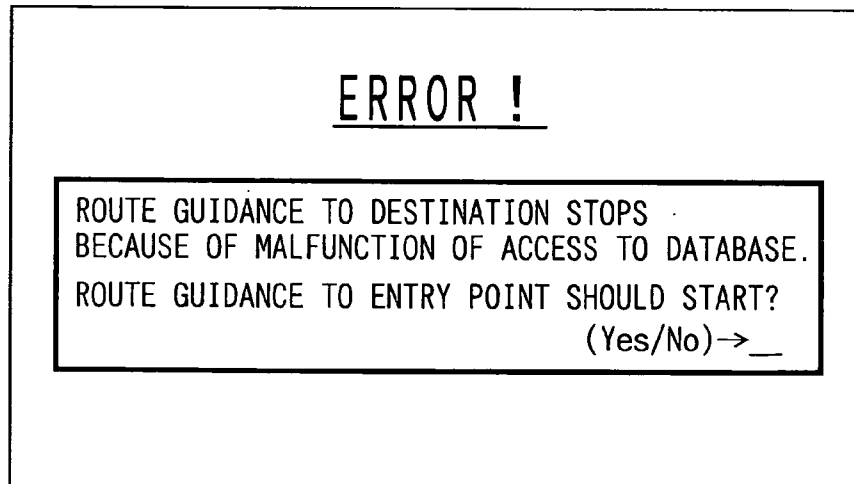 ERROR !
ROUTE GUIDANCE TO DESTINATION STOPS
BECAUSE OF MALFUNCTION OF ACCESS TO DATABASE.
ROUTE GUIDANCE TO ENTRY POINT SHOULD START?
(Yes/No)→__